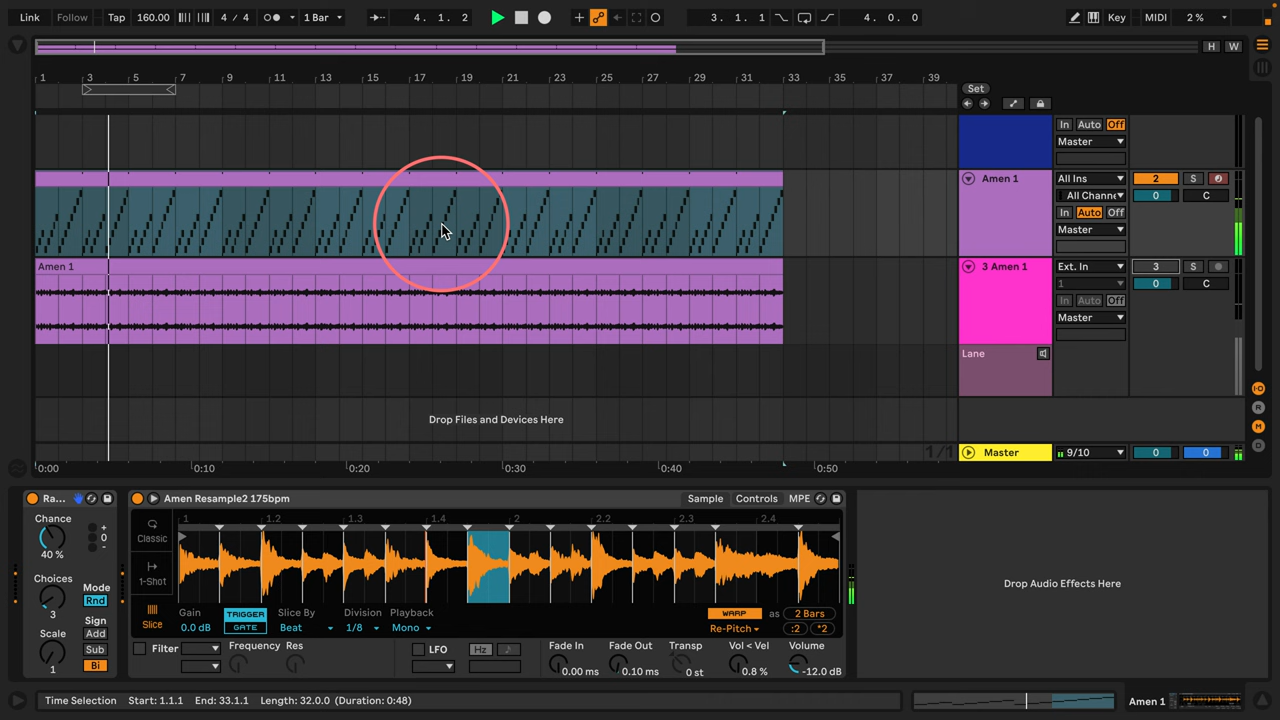 Link Follow Tap 160.00 4 / 4 1 Bar 4. 1. 2 3. 1. 1 4. 0. 0 Key MIDI 2 %
H W
1 3 5 7 9 11 13 15 17 19 21 23 25 27 29 31 33 35 37 39
Set
In Auto Off
Master
Amen 1 All Ins 2 S
All Channe 0 C
In Auto Off
Master
Amen 1 3 Amen 1 Ext. In 3 S
1 0 C
In Auto Off
Master
Lane
Drop Files and Devices Here
1/1 Master 9/10 0 0
0:00 0:10 0:20 0:30 0:40 0:50
I·O
R
M
D
Ra... Amen Resample2 175bpm Sample Controls MPE
Chance
+
0
-
40 %
Choices
3
Mode
Rnd
Sign
Add
Scale
Sub
Bi
1
Classic
1-Shot
Slice
1 1.2 1.3 1.4 2 2.2 2.3 2.4
Gain TRIGGER Slice By Division Playback WARP as 2 Bars
0.0 dB GATE Beat 1/8 Mono Re-Pitch :2 *2
Filter Frequency Res LFO Hz Fade In Fade Out Transp Vol < Vel Volume
0.00 ms 0.10 ms 0 st 0.8 % -12.0 dB
Drop Audio Effects Here
Time Selection Start: 1.1.1 End: 33.1.1 Length: 32.0.0 (Duration: 0:48) Amen 1